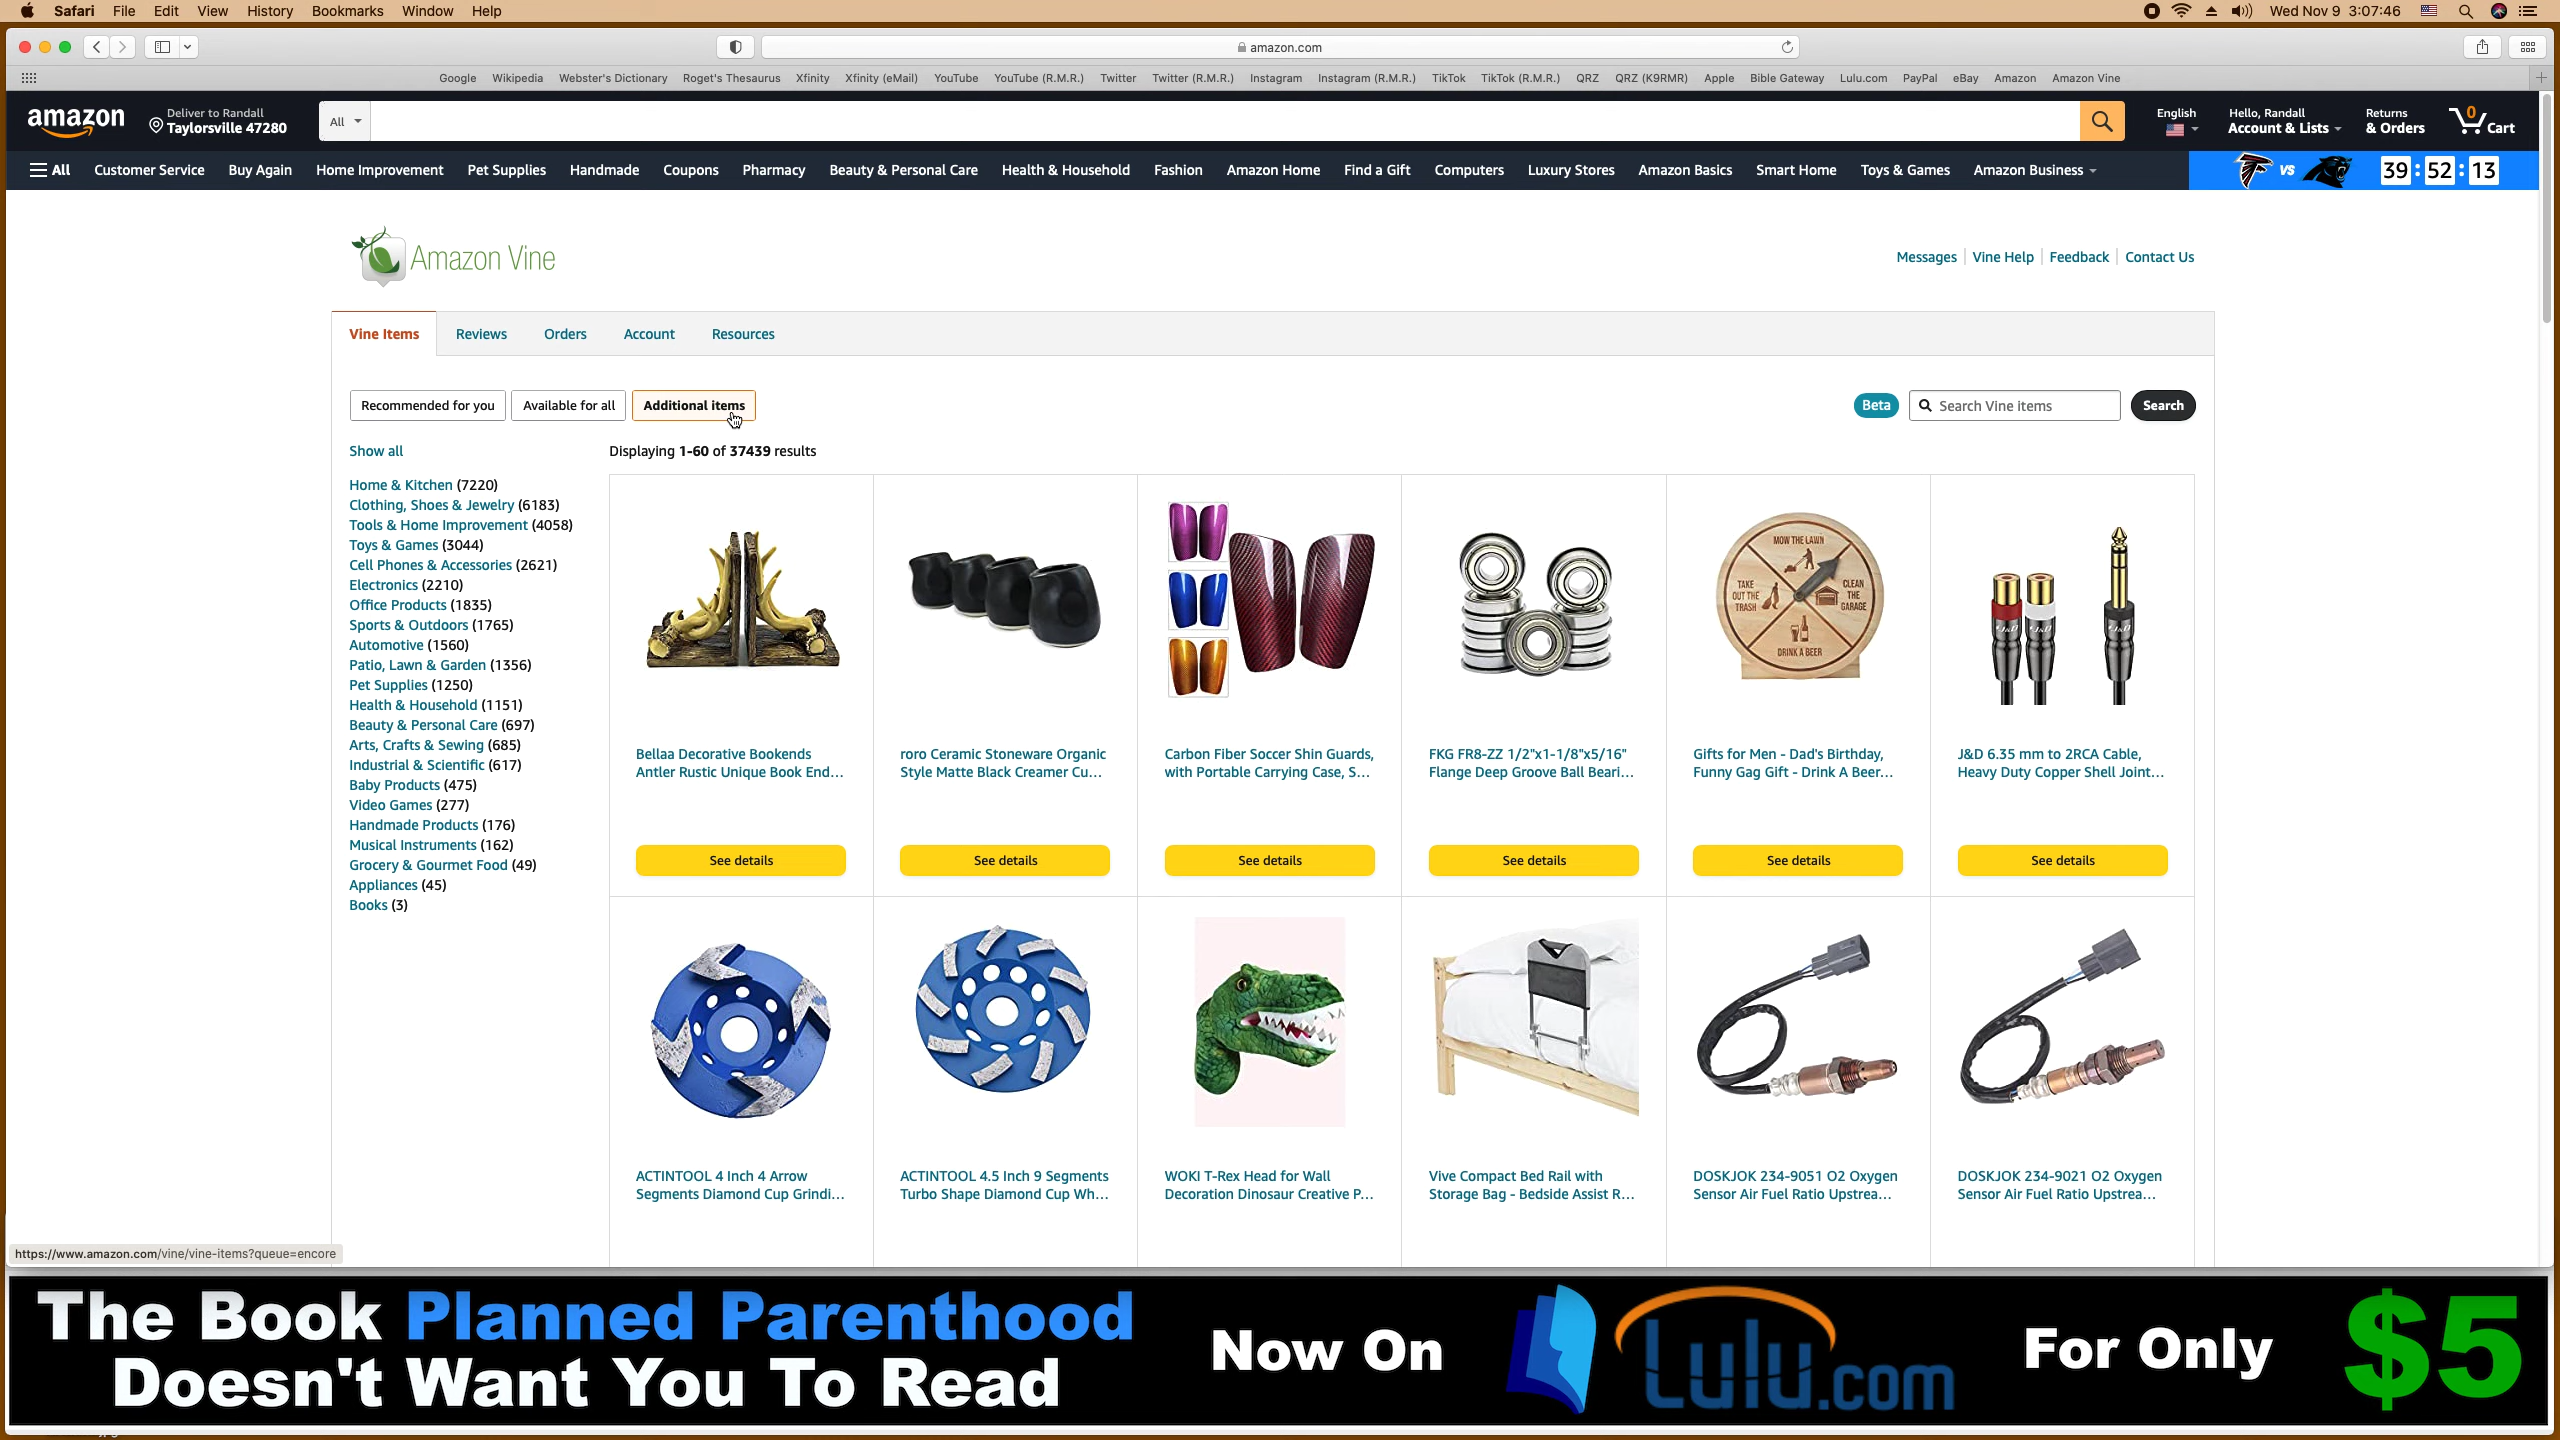 Safari File Edit View History Bookmarks Window Help
Wed Nov 9 3:07:46
amazon.com
Google Wikipedia Webster's Dictionary Roget's Thesaurus Xfinity Xfinity (eMail) YouTube YouTube (R.M.R.) Twitter Twitter (R.M.R.) Instagram Instagram (R.M.R.) TikTok TikTok (R.M.R.) QRZ QRZ (K9RMR) Apple Bible Gateway Lulu.com PayPal eBay Amazon Amazon Vine
amazon
Deliver to Randall
Taylorsville 47280
All
English
Hello, Randall
Account & Lists
Returns
& Orders
0
Cart
All Customer Service Buy Again Home Improvement Pet Supplies Handmade Coupons Pharmacy Beauty & Personal Care Health & Household Fashion Amazon Home Find a Gift Computers Luxury Stores Amazon Basics Smart Home Toys & Games Amazon Business
VS 39:52:13
Amazon Vine
Messages Vine Help Feedback Contact Us
Vine Items Reviews Orders Account Resources
Recommended for you Available for all Additional items
Beta Search Vine items Search
Show all
Displaying 1-60 of 37439 results
Home & Kitchen (7220)
Clothing, Shoes & Jewelry (6183)
Tools & Home Improvement (4058)
Toys & Games (3044)
Cell Phones & Accessories (2621)
Electronics (2210)
Office Products (1835)
Sports & Outdoors (1765)
Automotive (1560)
Patio, Lawn & Garden (1356)
Pet Supplies (1250)
Health & Household (1151)
Beauty & Personal Care (697)
Arts, Crafts & Sewing (685)
Industrial & Scientific (617)
Baby Products (475)
Video Games (277)
Handmade Products (176)
Musical Instruments (162)
Grocery & Gourmet Food (49)
Appliances (45)
Books (3)
MOW THE LAWN
TAKE OUT THE TRASH
CLEAN THE GARAGE
DRINK A BEER
J&D J&D
Bellaa Decorative Bookends
Antler Rustic Unique Book End...
roro Ceramic Stoneware Organic
Style Matte Black Creamer Cu...
Carbon Fiber Soccer Shin Guards,
with Portable Carrying Case, S...
FKG FR8-ZZ 1/2"x1-1/8"x5/16"
Flange Deep Groove Ball Beari...
Gifts for Men - Dad's Birthday,
Funny Gag Gift - Drink A Beer...
J&D 6.35 mm to 2RCA Cable,
Heavy Duty Copper Shell Joint...
See details See details See details See details See details See details
ACTINTOOL 4 Inch 4 Arrow
Segments Diamond Cup Grindi...
ACTINTOOL 4.5 Inch 9 Segments
Turbo Shape Diamond Cup Wh...
WOKI T-Rex Head for Wall
Decoration Dinosaur Creative P...
Vive Compact Bed Rail with
Storage Bag - Bedside Assist R...
DOSKJOK 234-9051 O2 Oxygen
Sensor Air Fuel Ratio Upstrea...
DOSKJOK 234-9021 O2 Oxygen
Sensor Air Fuel Ratio Upstrea...
https://www.amazon.com/vine/vine-items?queue=encore
The Book Planned Parenthood
Doesn't Want You To Read
Now On
Lulu.com
For Only
$5